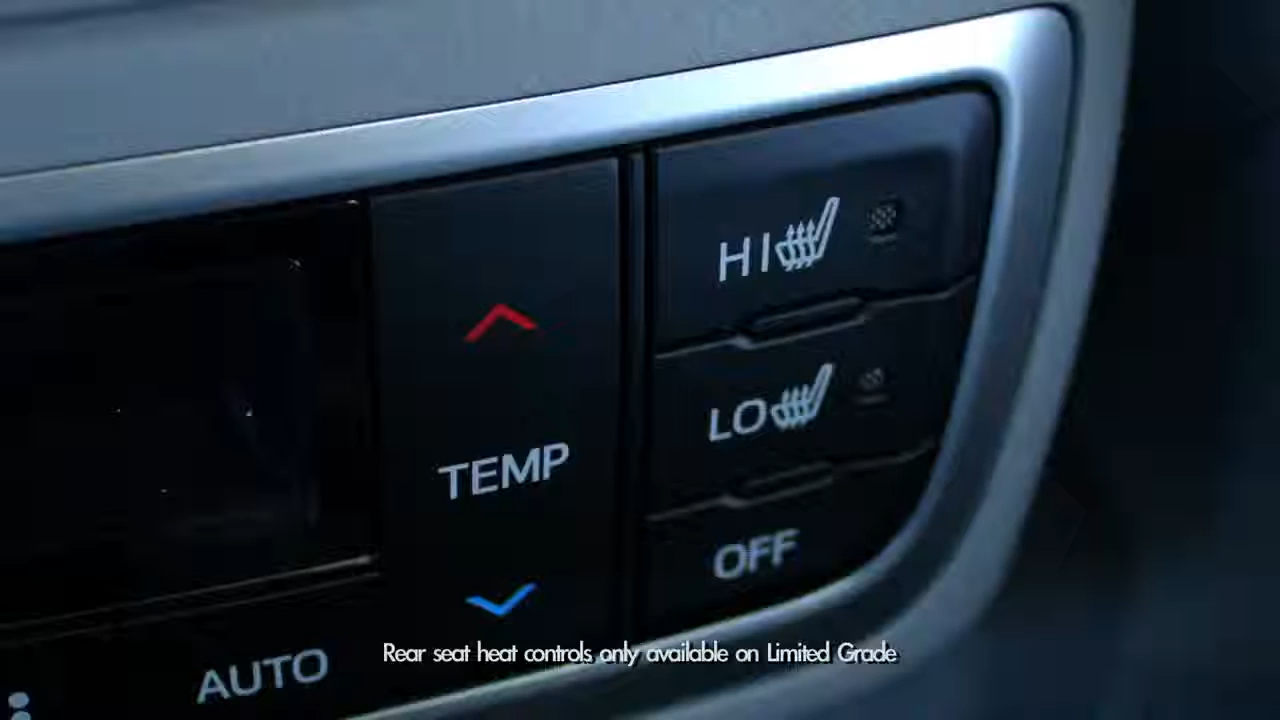 HI
LO
TEMP
OFF
AUTO
Rear seat heat controls only available on Limited Grade